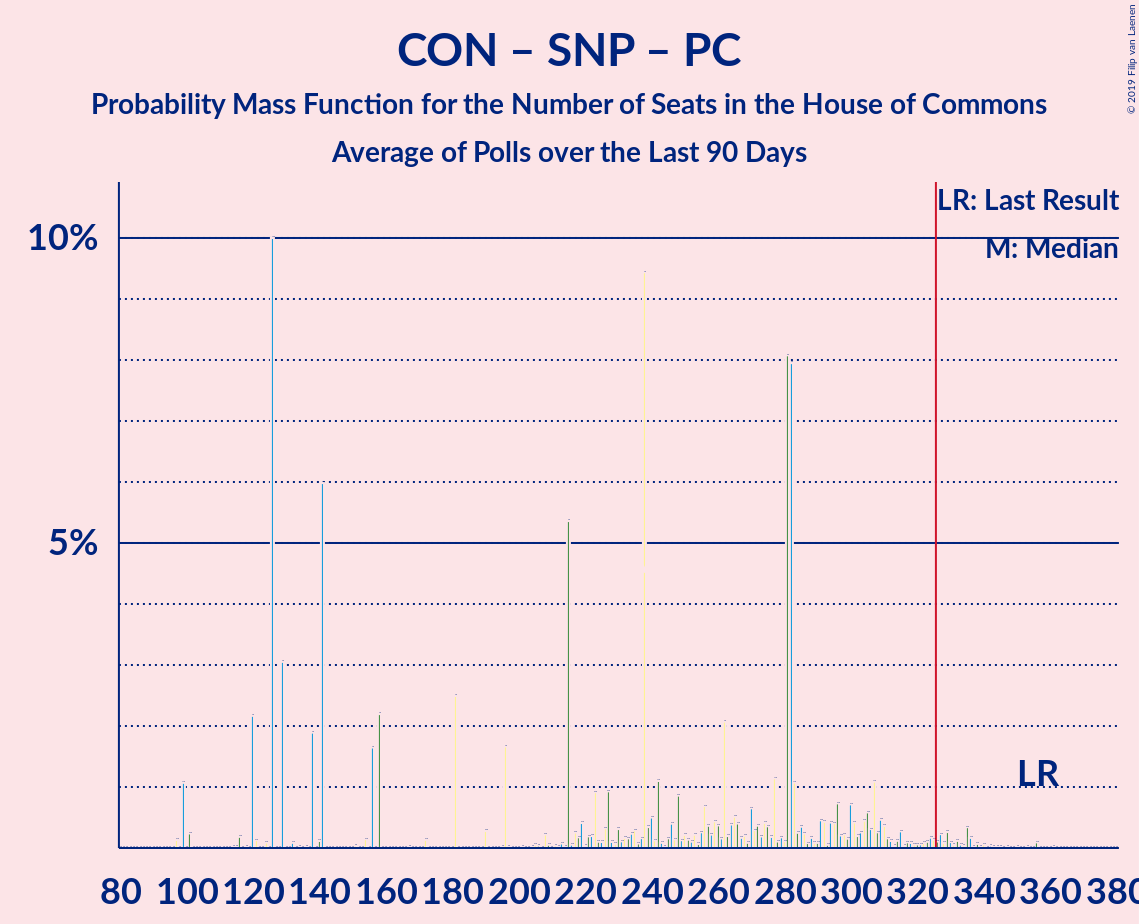 CON – SNP – PC
Probability Mass Function for the Number of Seats in the House of Commons
Average of Polls over the Last 90 Days
© 2019 Filip van Laenen
LR: Last Result
M: Median
10%
5%
LR
80 100 120 140 160 180 200 220 240 260 280 300 320 340 360 380